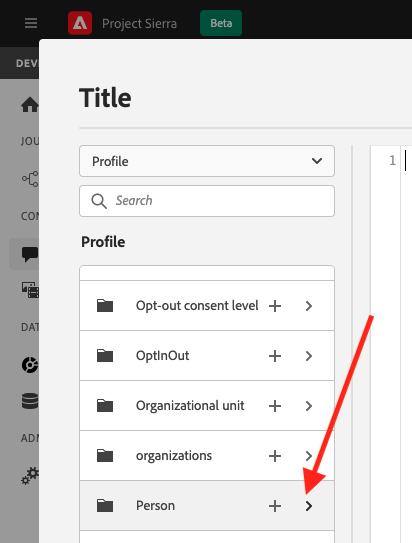 Project Sierra
Beta
DEVE
Title
JOU
Profile
1
Search
CON
Profile
Opt-out consent level
DAT
OptInOut
Organizational unit
ADM
organizations
Person